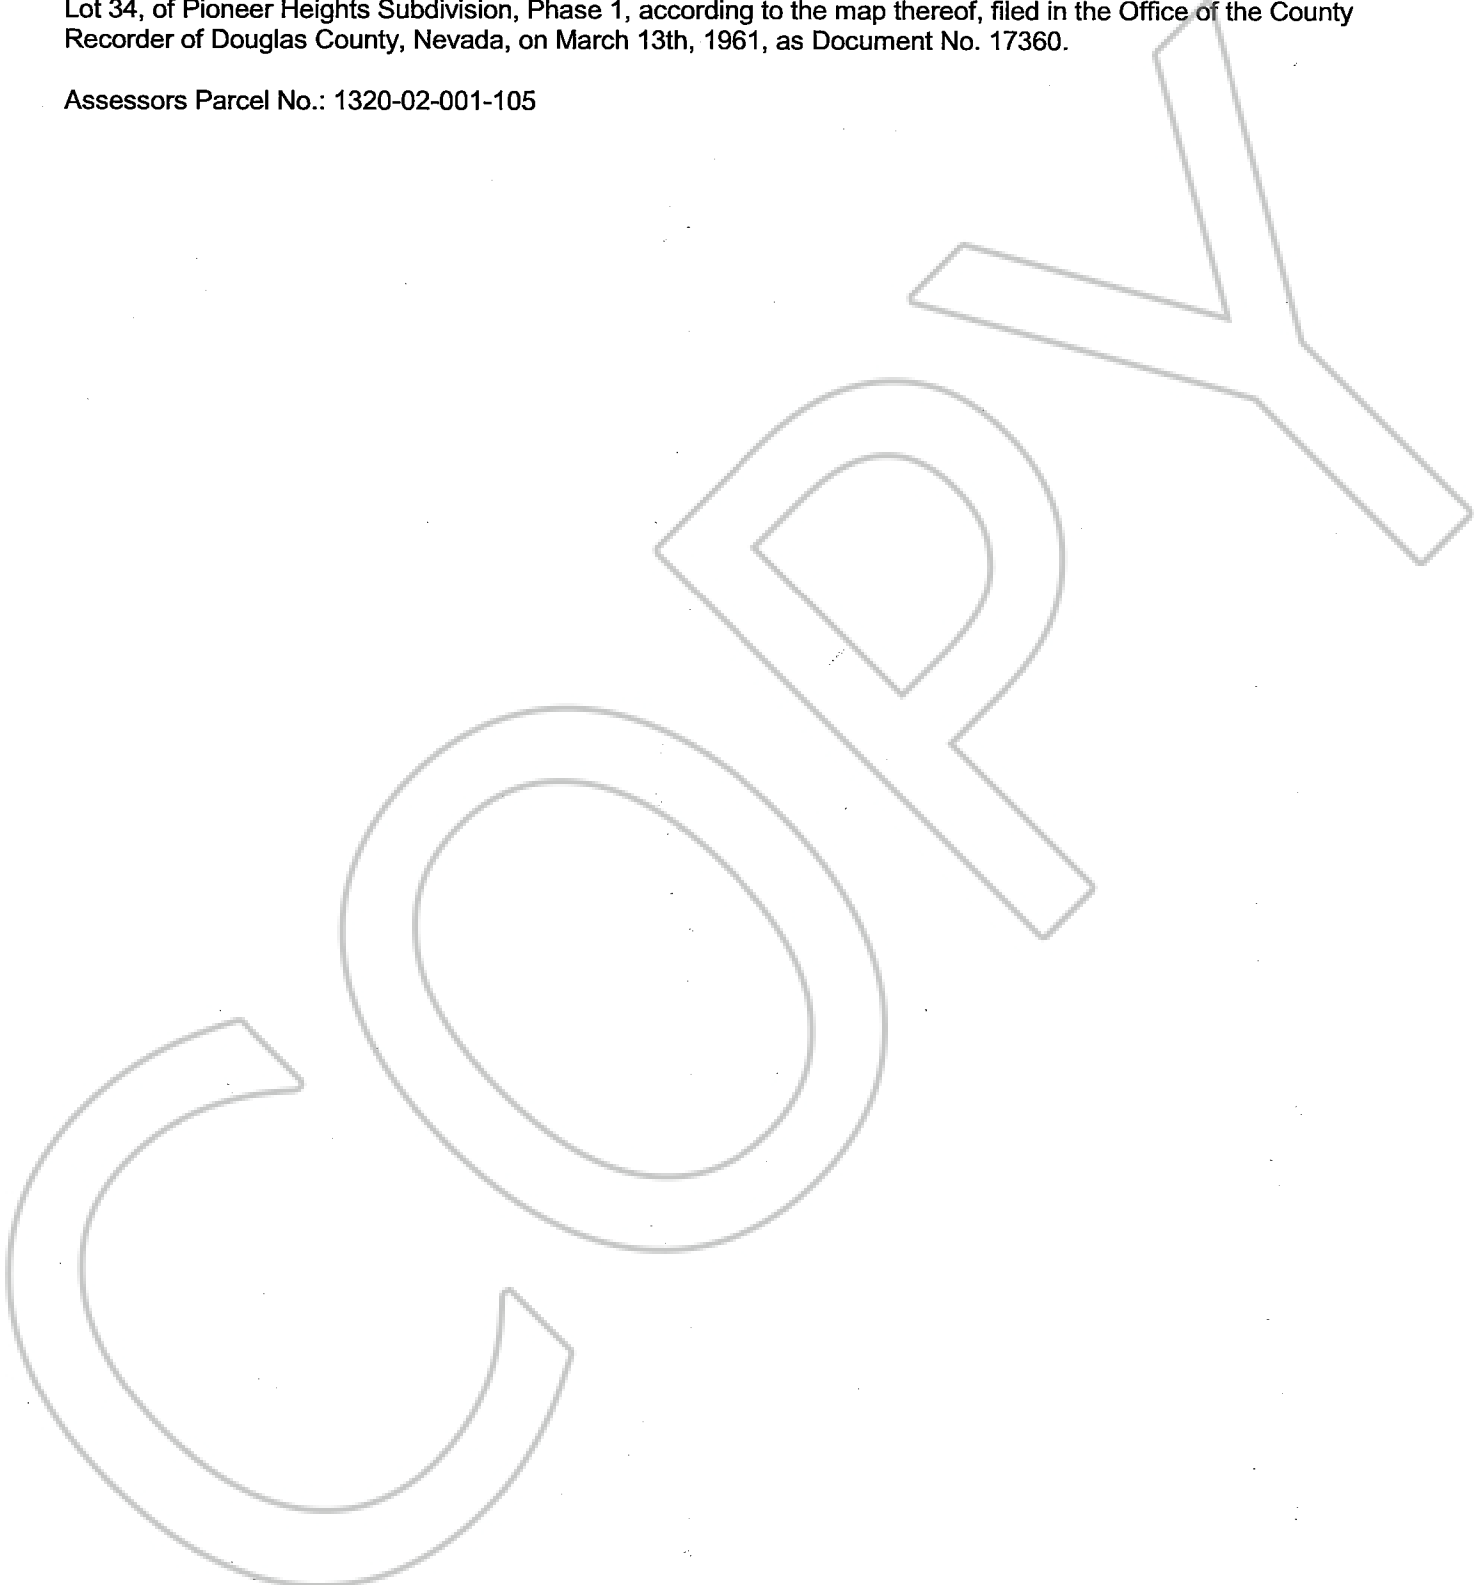 Lot 34, of Pioneer Heights Subdivision, Phase 1, according to the map thereof, filed in the Office of the County
Recorder of Douglas County, Nevada, on March 13th, 1961, as Document No. 17360.
Assessors Parcel No.: 1320-02-001-105
COPY